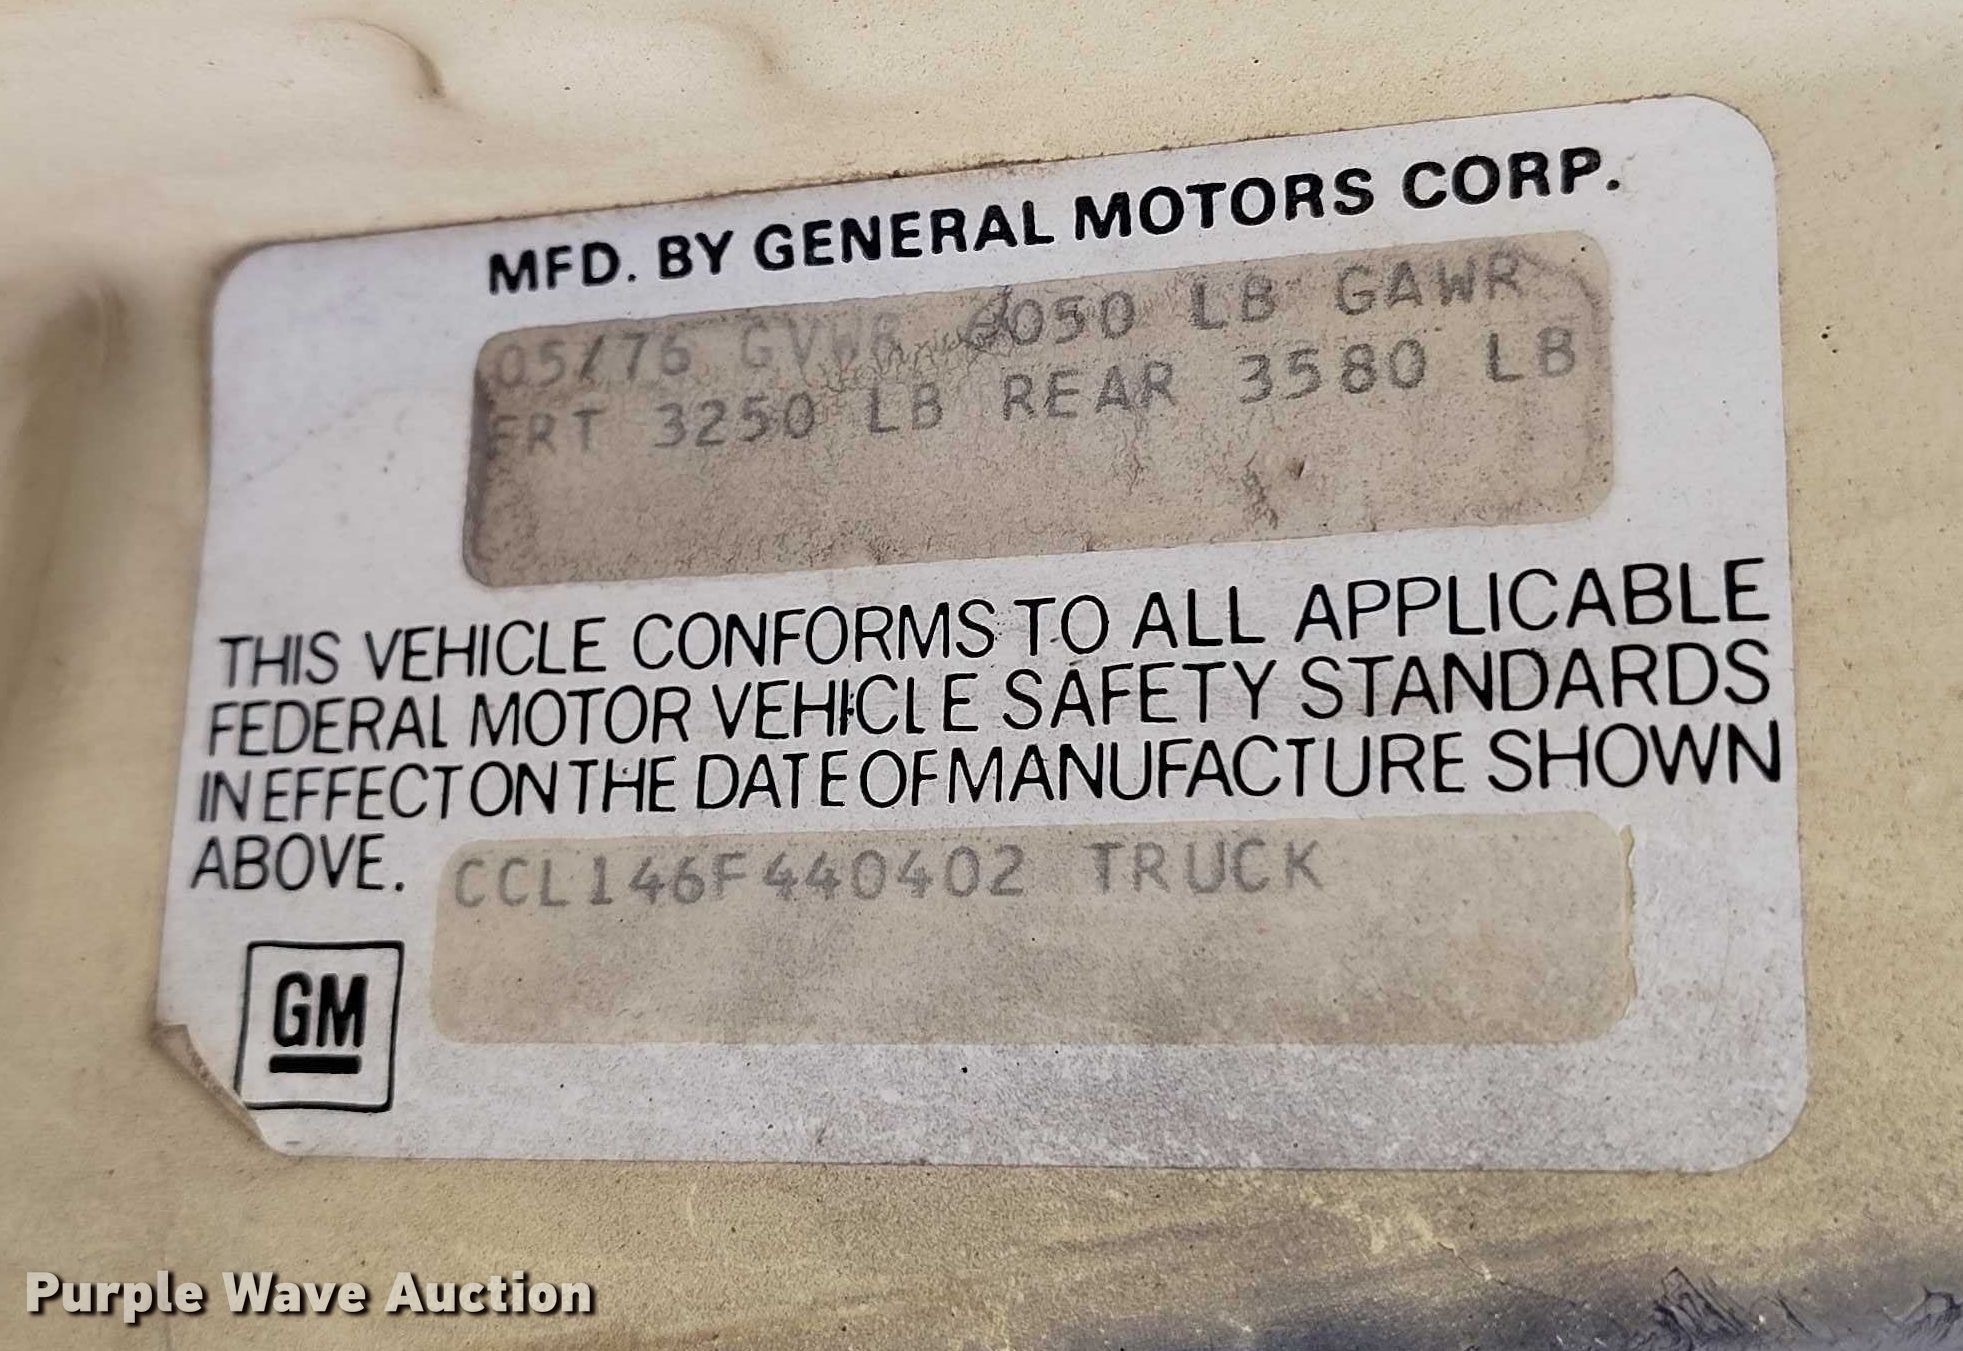 MFD. BY GENERAL MOTORS CORP.
05/76 GVWR 6050 LB GAWR
FRT 3250 LB REAR 3580 LB
THIS VEHICLE CONFORMS TO ALL APPLICABLE
FEDERAL MOTOR VEHICLE SAFETY STANDARDS
IN EFFECT ON THE DATE OF MANUFACTURE SHOWN
ABOVE.
CCL146F440402 TRUCK
GM
Purple Wave Auction